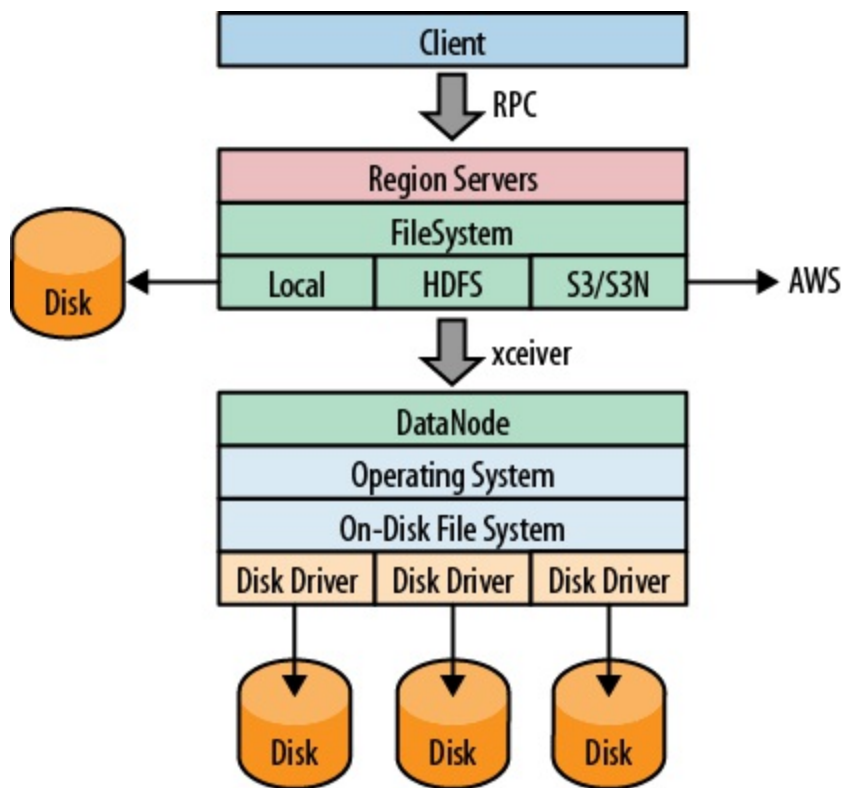 Client
RPC
Region Servers
FileSystem
Local HDFS S3/S3N
Disk
AWS
xceiver
DataNode
Operating System
On-Disk File System
Disk Driver Disk Driver Disk Driver
Disk Disk Disk